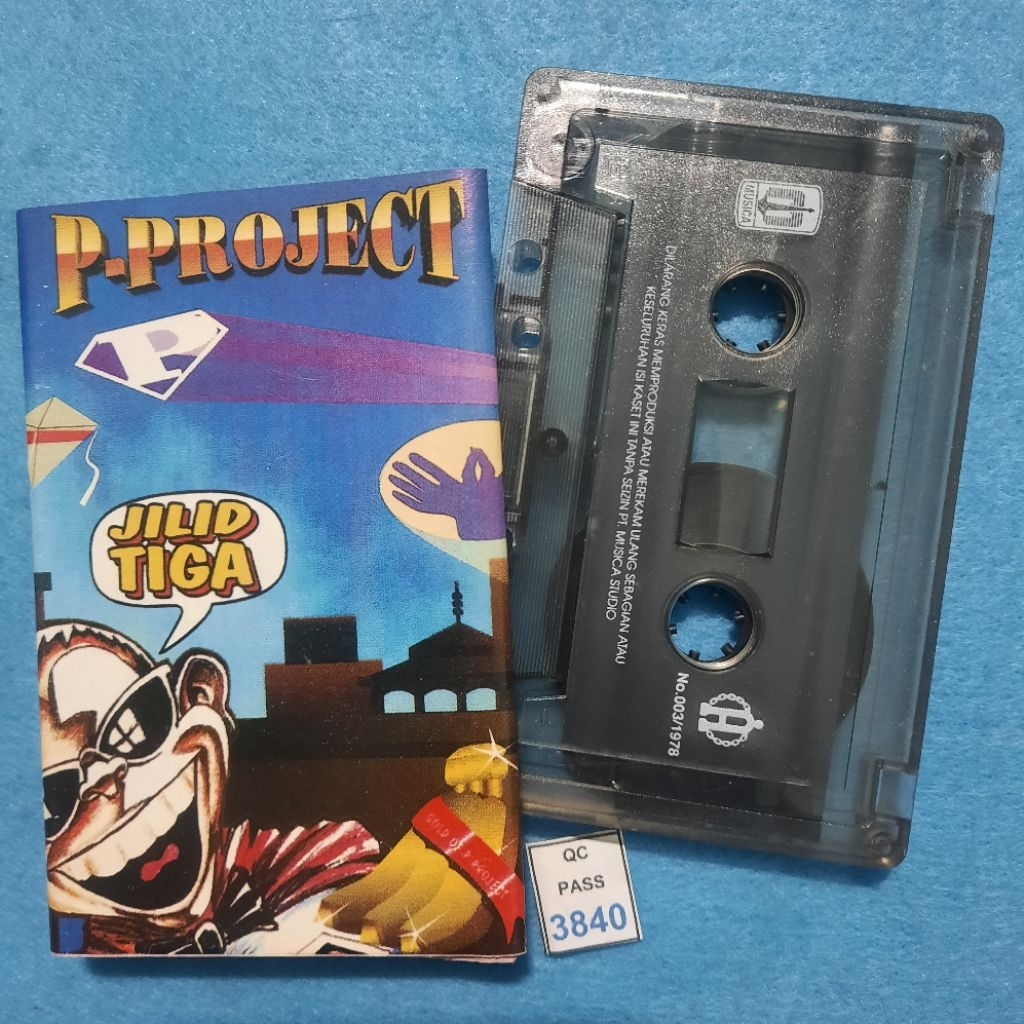 P-PROJECT
P
JILID
TIGA
MUSICA
DILARANG KERAS MEMPRODUKSI ATAU MEREKAM ULANG SEBAGIAN ATAU
KESELURUHAN ISI KASET INI TANPA SEIZIN PT. MUSICA STUDIO
No.003/1978
QC
PASS
3840